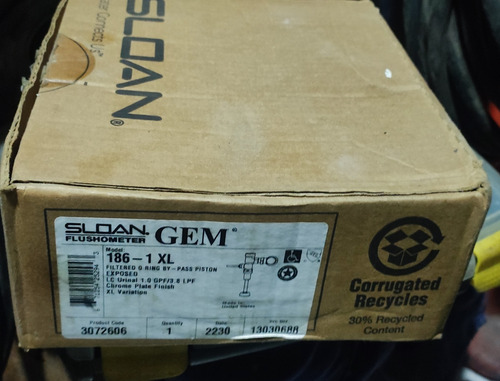 SLOAN®
SLOAN®
FLUSHOMETER
GEM®
Model:
186-1 XL
FILTERED O-RING BY-PASS PISTON
EXPOSED
LC Urinal 1.0 GPF/3.8 LPF
Chrome Plate Finish
XL Variation
Product Code
3072606
Quantity
1
Date
2230
13030688
Corrugated
Recycles
30% Recycled
Content